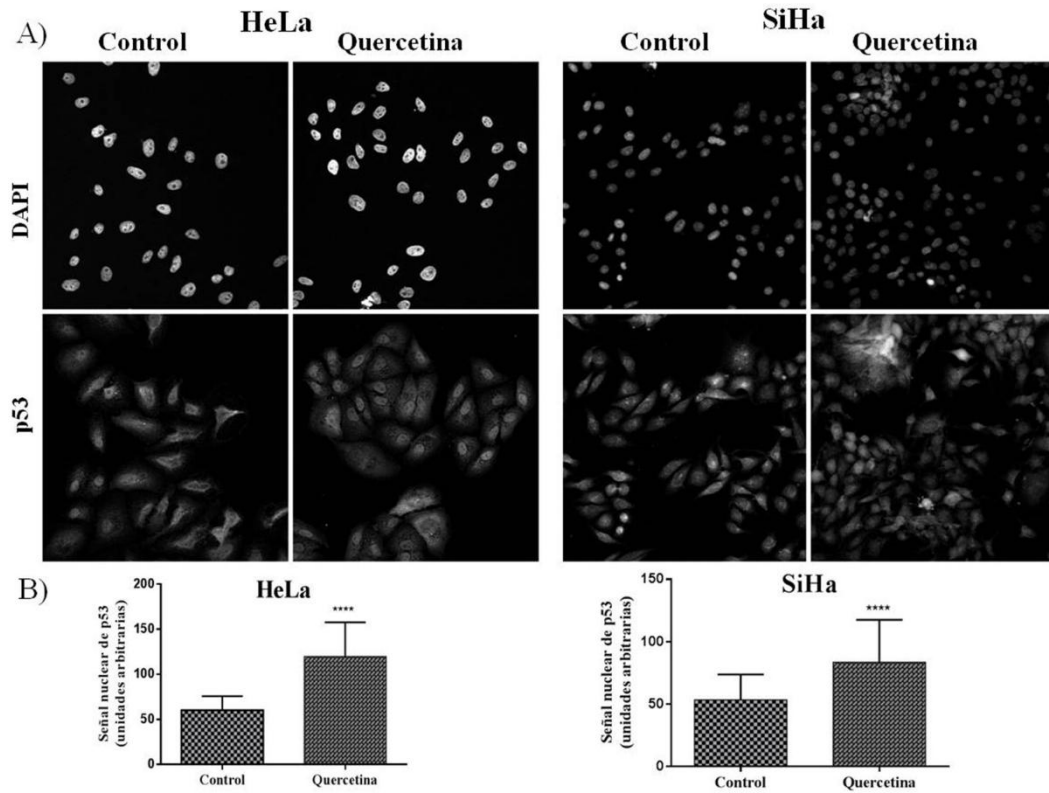 A)
HeLa
SiHa
Control
Quercetina
Control
Quercetina
DAPI
p53
B)
HeLa
Señal nuclear de p53
(unidades arbitrarias)
200
150
100
50
0
****
Control
Quercetina
SiHa
Señal nuclear de p53
(unidades arbitrarias)
150
100
50
0
****
Control
Quercetina